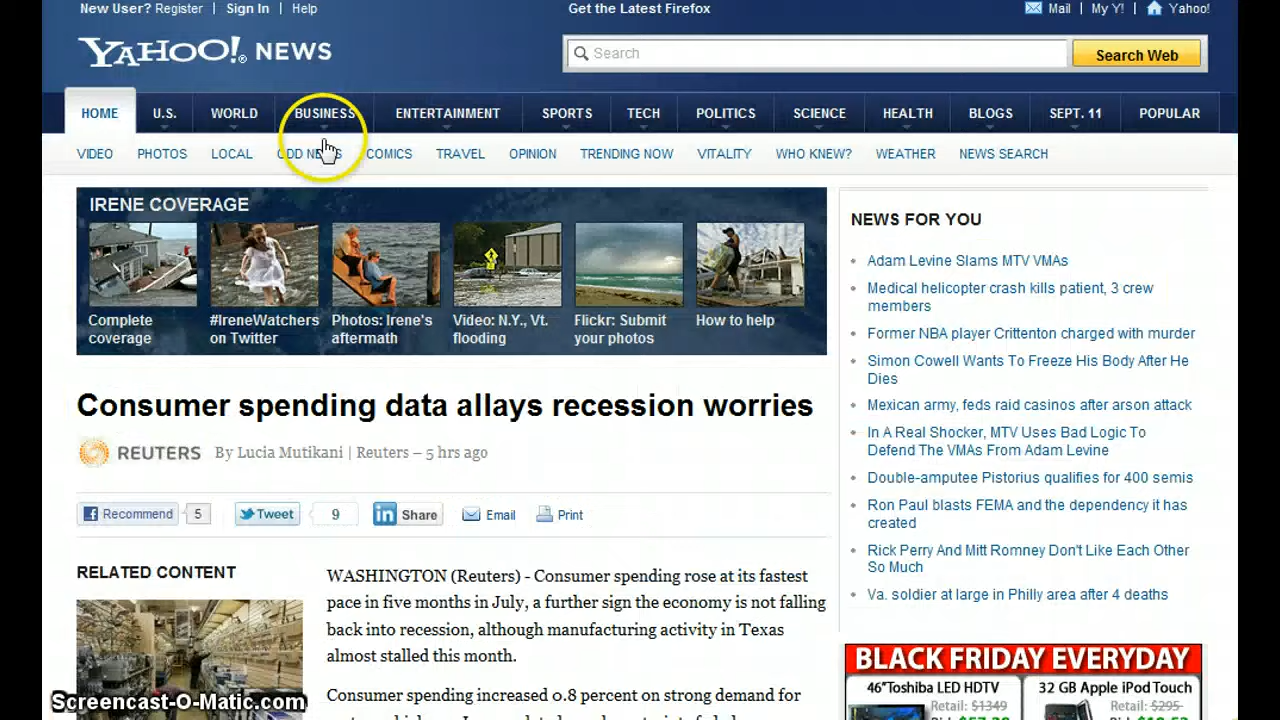 New User? Register | Sign In | Help
Get the Latest Firefox
Mail | My Y! | Yahoo!
YAHOO!® NEWS
Search
Search Web
HOME U.S. WORLD BUSINESS ENTERTAINMENT SPORTS TECH POLITICS SCIENCE HEALTH BLOGS SEPT. 11 POPULAR
VIDEO PHOTOS LOCAL ODD NEWS COMICS TRAVEL OPINION TRENDING NOW VITALITY WHO KNEW? WEATHER NEWS SEARCH
IRENE COVERAGE
Complete
coverage
#IreneWatchers
on Twitter
Photos: Irene's
aftermath
Video: N.Y., Vt.
flooding
Flickr: Submit
your photos
How to help
Consumer spending data allays recession worries
REUTERS By Lucia Mutikani | Reuters – 5 hrs ago
Recommend 5 Tweet 9 in Share Email Print
RELATED CONTENT
WASHINGTON (Reuters) - Consumer spending rose at its fastest
pace in five months in July, a further sign the economy is not falling
back into recession, although manufacturing activity in Texas
almost stalled this month.
Consumer spending increased 0.8 percent on strong demand for
NEWS FOR YOU
Adam Levine Slams MTV VMAs
Medical helicopter crash kills patient, 3 crew
members
Former NBA player Crittenton charged with murder
Simon Cowell Wants To Freeze His Body After He
Dies
Mexican army, feds raid casinos after arson attack
In A Real Shocker, MTV Uses Bad Logic To
Defend The VMAs From Adam Levine
Double-amputee Pistorius qualifies for 400 semis
Ron Paul blasts FEMA and the dependency it has
created
Rick Perry And Mitt Romney Don't Like Each Other
So Much
Va. soldier at large in Philly area after 4 deaths
BLACK FRIDAY EVERYDAY
46"Toshiba LED HDTV
Retail: $1349
32 GB Apple iPod Touch
Retail: $295
Screencast-O-Matic.com